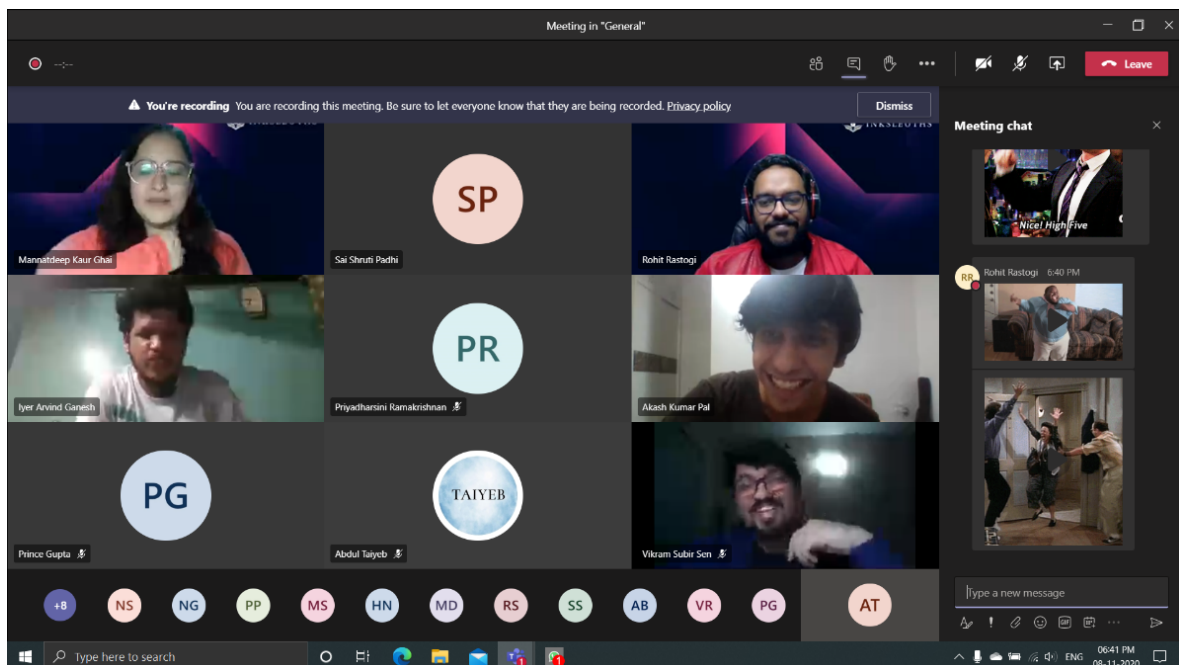 Meeting in "General"
--:--
Leave
You're recording You are recording this meeting. Be sure to let everyone know that they are being recorded. Privacy policy
Dismiss
Meeting chat
INKSLEUTHS
Mannatdeep Kaur Ghai
SP
Sai Shruti Padhi
Rohit Rastogi
Nice! High Five
RR
Rohit Rastogi 6:40 PM
Iyer Arvind Ganesh
PR
Priyadharsini Ramakrishnan
Akash Kumar Pal
PG
Prince Gupta
TAIYEB
Abdul Taiyeb
Vikram Subir Sen
+8
NS
NG
PP
MS
HN
MD
RS
SS
AB
VR
PG
AT
Type a new message
GIF
Type here to search
ENG
06:41 PM
08-11-2020